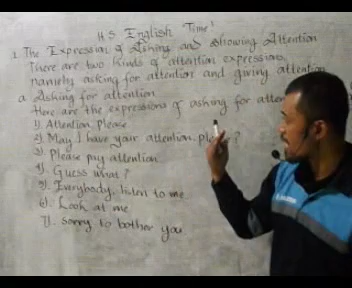 H S English "Time"
1. The Expression of Asking and showing Attention
There are two kinds of attention expressions,
namely asking for attention and giving attention
a. Asking for attention
Here are the expressions of asking for atten
1). Attention, Please
2). May I have your attention, please?
3). Please pay attention
4). Guess what?
5). Everybody, listen to me
6). Look at me
7). Sorry to bother you